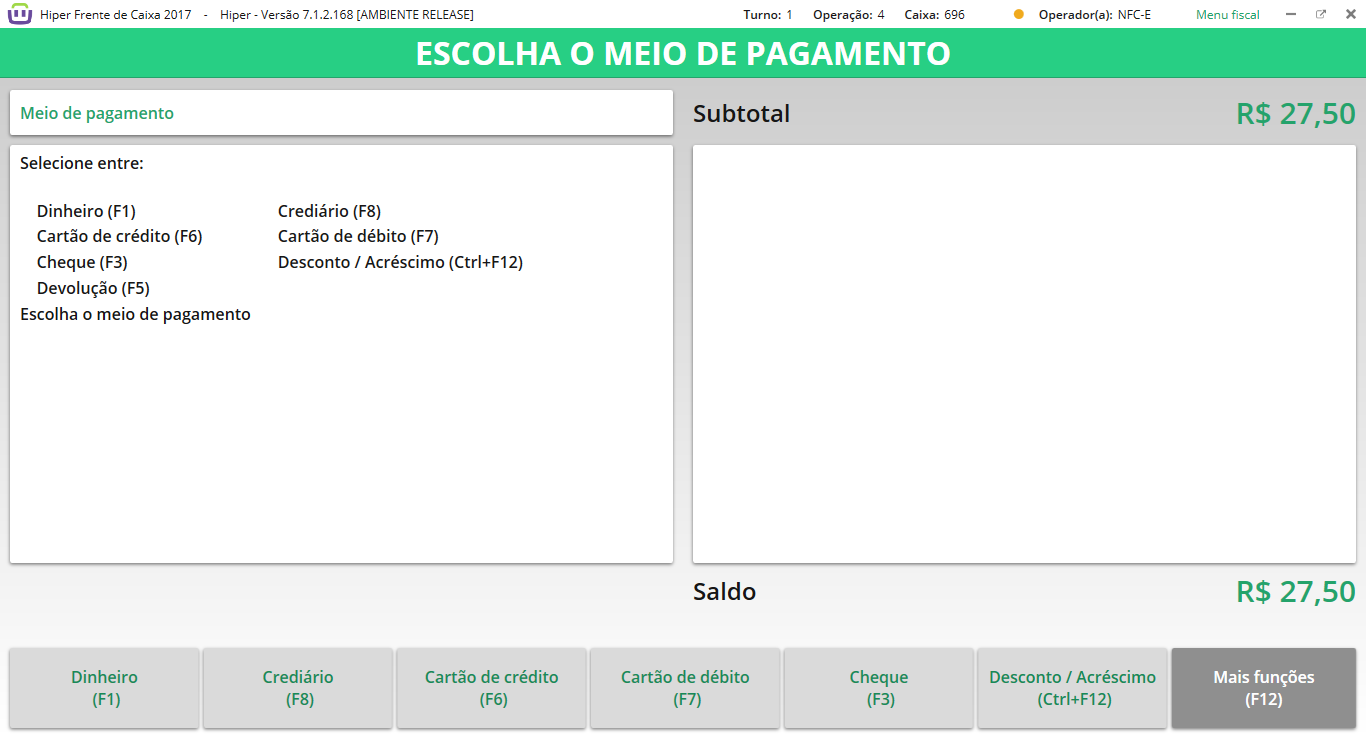 Hiper Frente de Caixa 2017 - Hiper - Versão 7.1.2.168 [AMBIENTE RELEASE] Turno: 1 Operação: 4 Caixa: 696 Operador(a): NFC-E Menu fiscal
ESCOLHA O MEIO DE PAGAMENTO
Meio de pagamento
Subtotal R$ 27,50
Selecione entre:
Dinheiro (F1) Crediário (F8)
Cartão de crédito (F6) Cartão de débito (F7)
Cheque (F3) Desconto / Acréscimo (Ctrl+F12)
Devolução (F5)
Escolha o meio de pagamento
Saldo R$ 27,50
Dinheiro
(F1)
Crediário
(F8)
Cartão de crédito
(F6)
Cartão de débito
(F7)
Cheque
(F3)
Desconto / Acréscimo
(Ctrl+F12)
Mais funções
(F12)